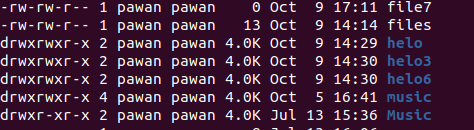 -rw-rw-r-- 1 pawan pawan 0 Oct 9 17:11 file7
-rw-rw-r-- 1 pawan pawan 13 Oct 9 14:14 files
drwxrwxr-x 2 pawan pawan 4.0K Oct 9 14:29 helo
drwxrwxr-x 2 pawan pawan 4.0K Oct 9 14:30 helo3
drwxrwxr-x 2 pawan pawan 4.0K Oct 9 14:30 helo6
drwxrwxr-x 4 pawan pawan 4.0K Oct 5 16:41 music
drwxr-xr-x 2 pawan pawan 4.0K Jul 13 15:36 Music